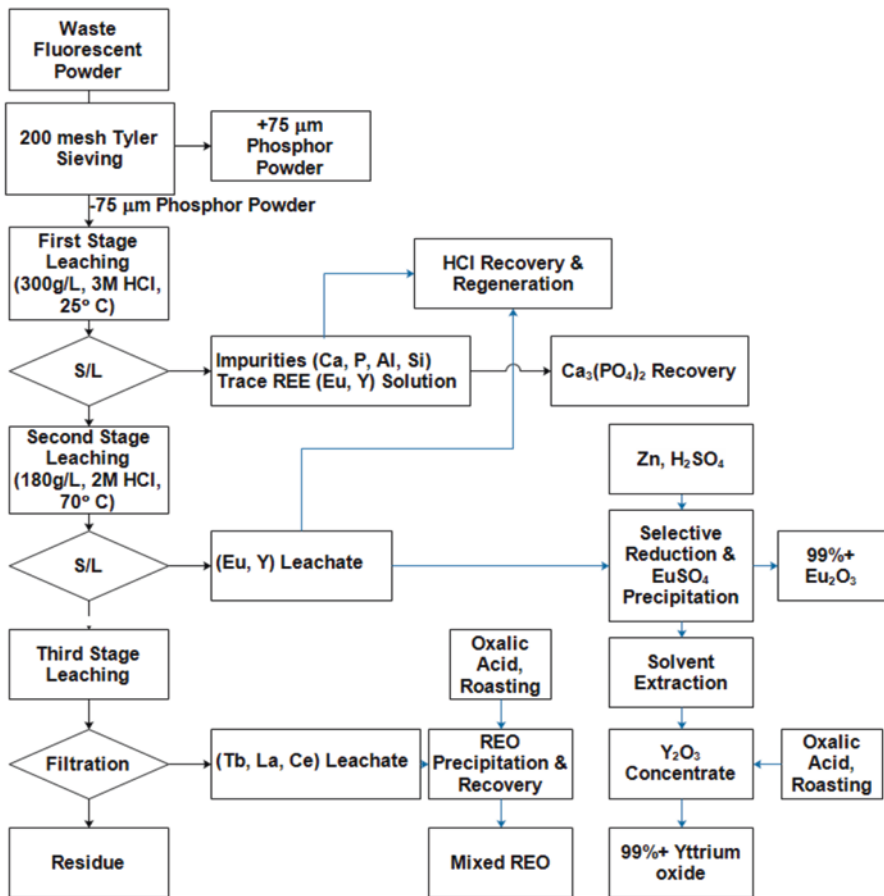 Waste
Fluorescent
Powder
200 mesh Tyler
Sieving
+75 μm
Phosphor
Powder
-75 μm Phosphor Powder
First Stage
Leaching
(300g/L, 3M HCl,
25° C)
HCl Recovery &
Regeneration
S/L
Impurities (Ca, P, Al, Si)
Trace REE (Eu, Y) Solution
Ca₃(PO₄)₂ Recovery
Second Stage
Leaching
(180g/L, 2M HCl,
70° C)
Zn, H₂SO₄
S/L
(Eu, Y) Leachate
Selective
Reduction &
EuSO₄
Precipitation
99%+
Eu₂O₃
Third Stage
Leaching
Oxalic
Acid,
Roasting
Solvent
Extraction
Filtration
(Tb, La, Ce) Leachate
REO
Precipitation &
Recovery
Y₂O₃
Concentrate
Oxalic
Acid,
Roasting
Residue
Mixed REO
99%+ Yttrium
oxide